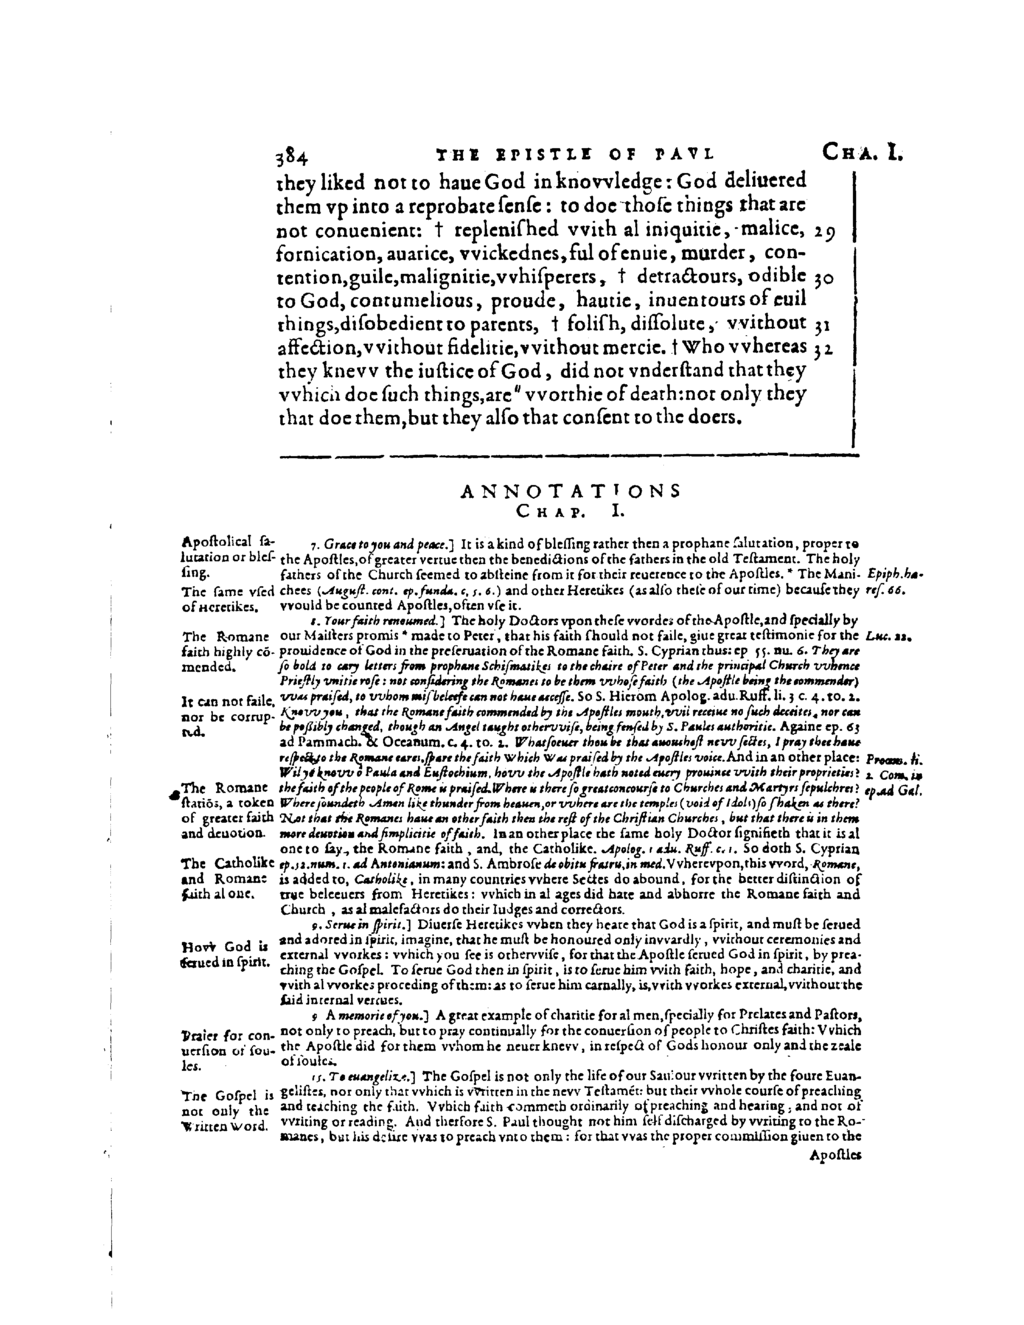 384 THE EPISTLE OF PAVL CHA. I.
they liked not to haue God in knovvledge: God deliuered
them vp into a reprobate ſenſe: to doe thoſe things that are
not conuenient: † repleniſhed vvith al iniquitie, malice, 29
fornication, auarice, vvickednes, ful of enuie, murder, con-
tention, guile, malignitie, vvhiſperers, † detractours, odible 30
to God, contumelious, proude, hautie, inuentours of euil
things, diſobedient to parents, † foliſh, diſſolute, vvithout 31
affection, vvithout fidelitie, vvithout mercie. † Who vvhereas 32
they knevv the iuſtice of God, did not vnderſtand that they
vvhich doe ſuch things, are" vvorthie of death: not only they
that doe them, but they alſo that conſent to the doers.
ANNOTATIONS
CHAP. I.
Apoſtolical ſa-
lutation or bleſ-
ſing.
The ſame vſed
of Heretikes.
7. Grace to you and peace.] It is a kind of bleſſing rather then a prophane ſalutation, proper to
the Apoſtles, of greater vertue then the benedictions of the fathers in the old Teſtament. The holy
fathers of the Church ſeemed to abſteine from it for their reuerence to the Apoſtles. * The Mani-
chees (Auguſt. cont. ep. funda. c, 5. 6.) and other Heretikes (as alſo theſe of our time) becauſe they
vvould be counted Apoſtles, often vſe it.
Epiph. hæ-
reſ. 66.
The Romane
faith highly cō-
mended.
8. Your faith renoumed.] The holy Doctors vpon theſe vvordes of the Apoſtle, and ſpecially by
our Maiſters promis * made to Peter, that his faith ſhould not faile, giue great teſtimonie for the
prouidence of God in the preſeruation of the Romane faith. S. Cyprian thus: ep 55. nu. 6. They are
ſo bold to cary letters from prophane Schiſmatikes to the chaire of Peter and the principal Church vvhence
Prieſtly vnitie roſe: not conſidering the Romanes to be them vvhoſe faith (the Apoſtle being the commender)
vvas praiſed, to vvhom miſbeleefe can not haue acceſſe. So S. Hierom Apolog. adu. Ruff. li. 3 c. 4. to. 2.
Knovv you, that the Romane faith commended by the Apoſtles mouth, vvil receiue no ſuch deceites, nor can
be poſſibly changed, though an Angel taught othervviſe, being fenſed by S. Paules authoritie. Againe ep. 63
ad Pammach. & Oceanum. c. 4. to. 2. Whatſoeuer thou be that auouchest nevv ſectes, I pray thee haue
reſpect to the Romane eares, ſpare the faith which was praiſed by the Apoſtles voice. And in an other place:
Wil ye knovv ô Paula and Euſtochium, hovv the Apoſtle hath noted euery prouince vvith their proprieties?
the faith of the people of Rome is praiſed. Where is there ſo great concourſe to Churches and Martyrs ſepulchres?
Where ſoundeth Amen like thunder from heauen, or vvhere are the temples (void of Idols) ſo ſhaken as there?
Not that the Romanes haue an other faith then the reſt of the Chriſtian Churches, but that there is in them
more deuotion and ſimplicitie of faith. In an other place the ſame holy Doctor ſignifieth that it is al
one to ſay, the Romane faith, and, the Catholike. Apolog. 1 adu. Ruff. c. 1. So doth S. Cyprian
ep. 52. num. 1. ad Antonianum: and S. Ambroſe de obitu fratris, in med. VVherevpon, this vvord, Romane,
is added to, Catholike, in many countries vvhere Sectes do abound, for the better diſtinction of
true beleeuers from Heretikes: vvhich in al ages did hate and abhorre the Romane faith and
Church, as al malefactors do their Iudges and correctors.
Luc. 22,
It can not faile,
nor be corrup-
ted.
Proœm. li.
2. Com. in
ep. ad Gal.
The Romane
ſtatiōs, a token
of greater faith
and deuotion.
The Catholike
and Romane
faith al one.
Hovv God is
ſerued in ſpirit.
9. Serue in ſpirit.] Diuerſe Heretikes vvhen they heare that God is a ſpirit, and muſt be ſerued
and adored in ſpirit, imagine, that he muſt be honoured only invvardly, vvithout ceremonies and
external vvorkes: vvhich you ſee is othervviſe, for that the Apoſtle ſerued God in ſpirit, by prea-
ching the Goſpel. To ſerue God then in ſpirit, is to ſerue him vvith faith, hope, and charitie, and
vvith al vvorkes proceding of them: as to ſerue him carnally, is, vvith vvorkes external, vvithout the
ſaid internal vertues.
Praier for con-
uerſion of ſou-
les.
9 A memorie of you.] A great example of charitie for al men, ſpecially for Prelates and Paſtors,
not only to preach, but to pray continually for the conuerſion of people to Chriſtes faith: Vvhich
the Apoſtle did for them vvhom he neuer knevv, in reſpect of Gods honour only and the zeale
of ſoules.
The Goſpel is
not only the
written word.
15. To euangelize.] The Goſpel is not only the life of our Sauiour vvritten by the foure Euan-
geliſtes, nor only that vvhich is vvritten in the nevv Teſtamēt: but their vvhole courſe of preaching
and teaching the faith. Vvhich faith commeth ordinarily of preaching and hearing, and not of
vvriting or reading. And therfore S. Paul thought not him ſelf diſcharged by vvriting to the Ro-
manes, but his deſire vvas to preach vnto them: for that vvas the proper commiſſion giuen to the
Apoſtles